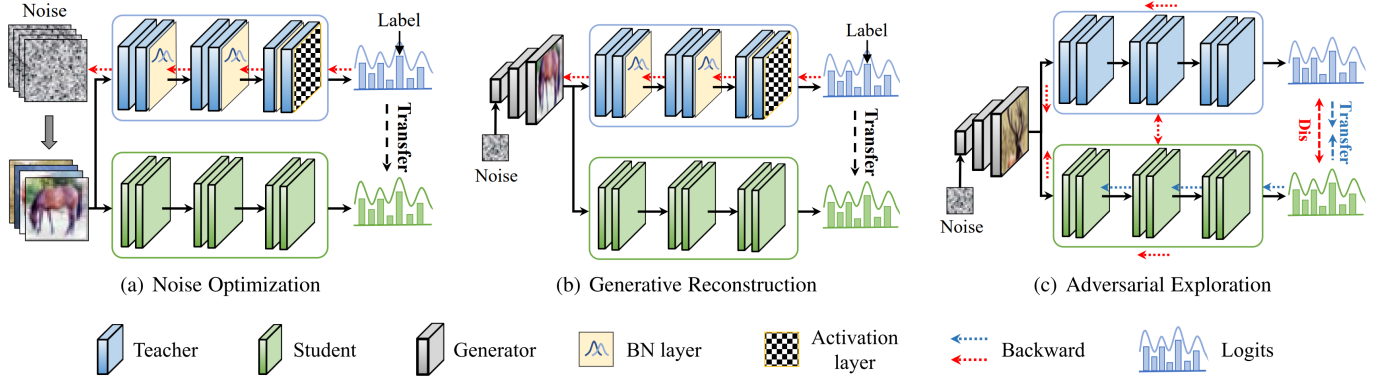 Noise
Label
Transfer
(a) Noise Optimization
Noise
Label
Transfer
(b) Generative Reconstruction
Noise
Dis
Transfer
(c) Adversarial Exploration
Teacher
Student
Generator
BN layer
Activation
layer
Backward
Logits